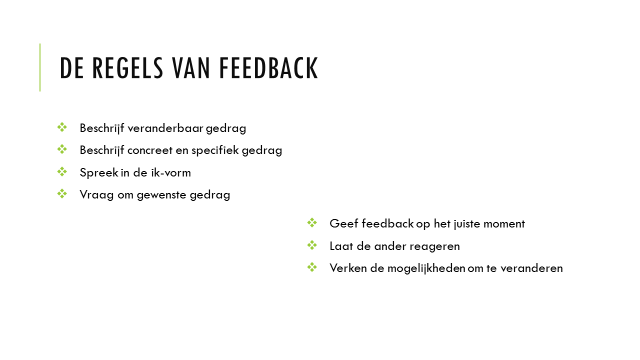 DE REGELS VAN FEEDBACK
Beschrijf veranderbaar gedrag
Beschrijf concreet en specifiek gedrag
Spreek in de ik-vorm
Vraag om gewenste gedrag
Geef feedback op het juiste moment
Laat de ander reageren
Verken de mogelijkheden om te veranderen